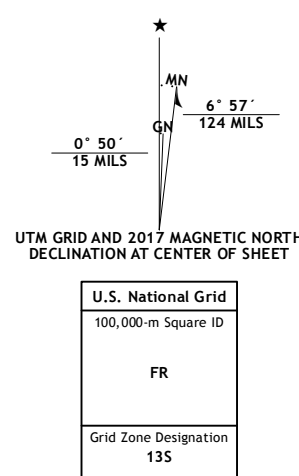 ★
MN
6° 57´
124 MILS
GN
0° 50´
15 MILS
UTM GRID AND 2017 MAGNETIC NORTH
DECLINATION AT CENTER OF SHEET
U.S. National Grid
100,000-m Square ID
FR
Grid Zone Designation
13S